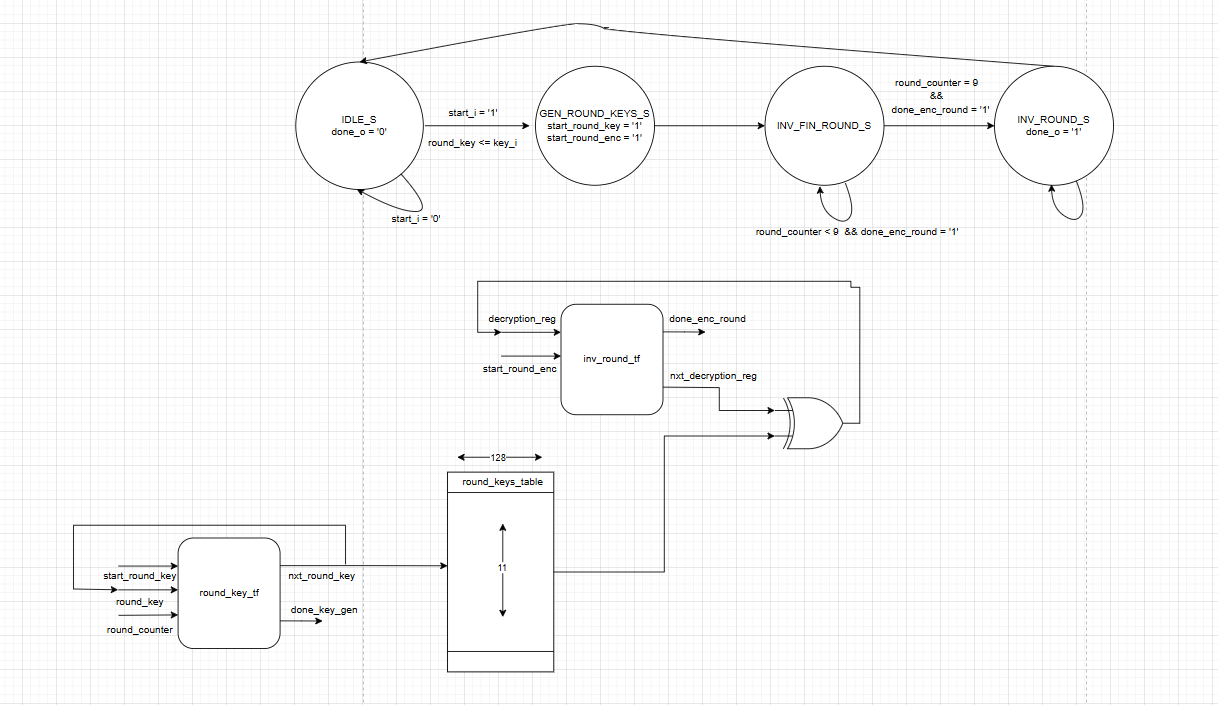 IDLE_S
done_o = '0'
start_i = '1'
round_key <= key_i
start_i = '0'
GEN_ROUND_KEYS_S
start_round_key = '1'
start_round_enc = '1'
INV_FIN_ROUND_S
round_counter < 9 && done_enc_round = '1'
round_counter = 9
&&
done_enc_round = '1'
INV_ROUND_S
done_o = '1'
decryption_reg
start_round_enc
inv_round_tf
done_enc_round
nxt_decryption_reg
128
round_keys_table
11
start_round_key
round_key
round_counter
round_key_tf
nxt_round_key
done_key_gen